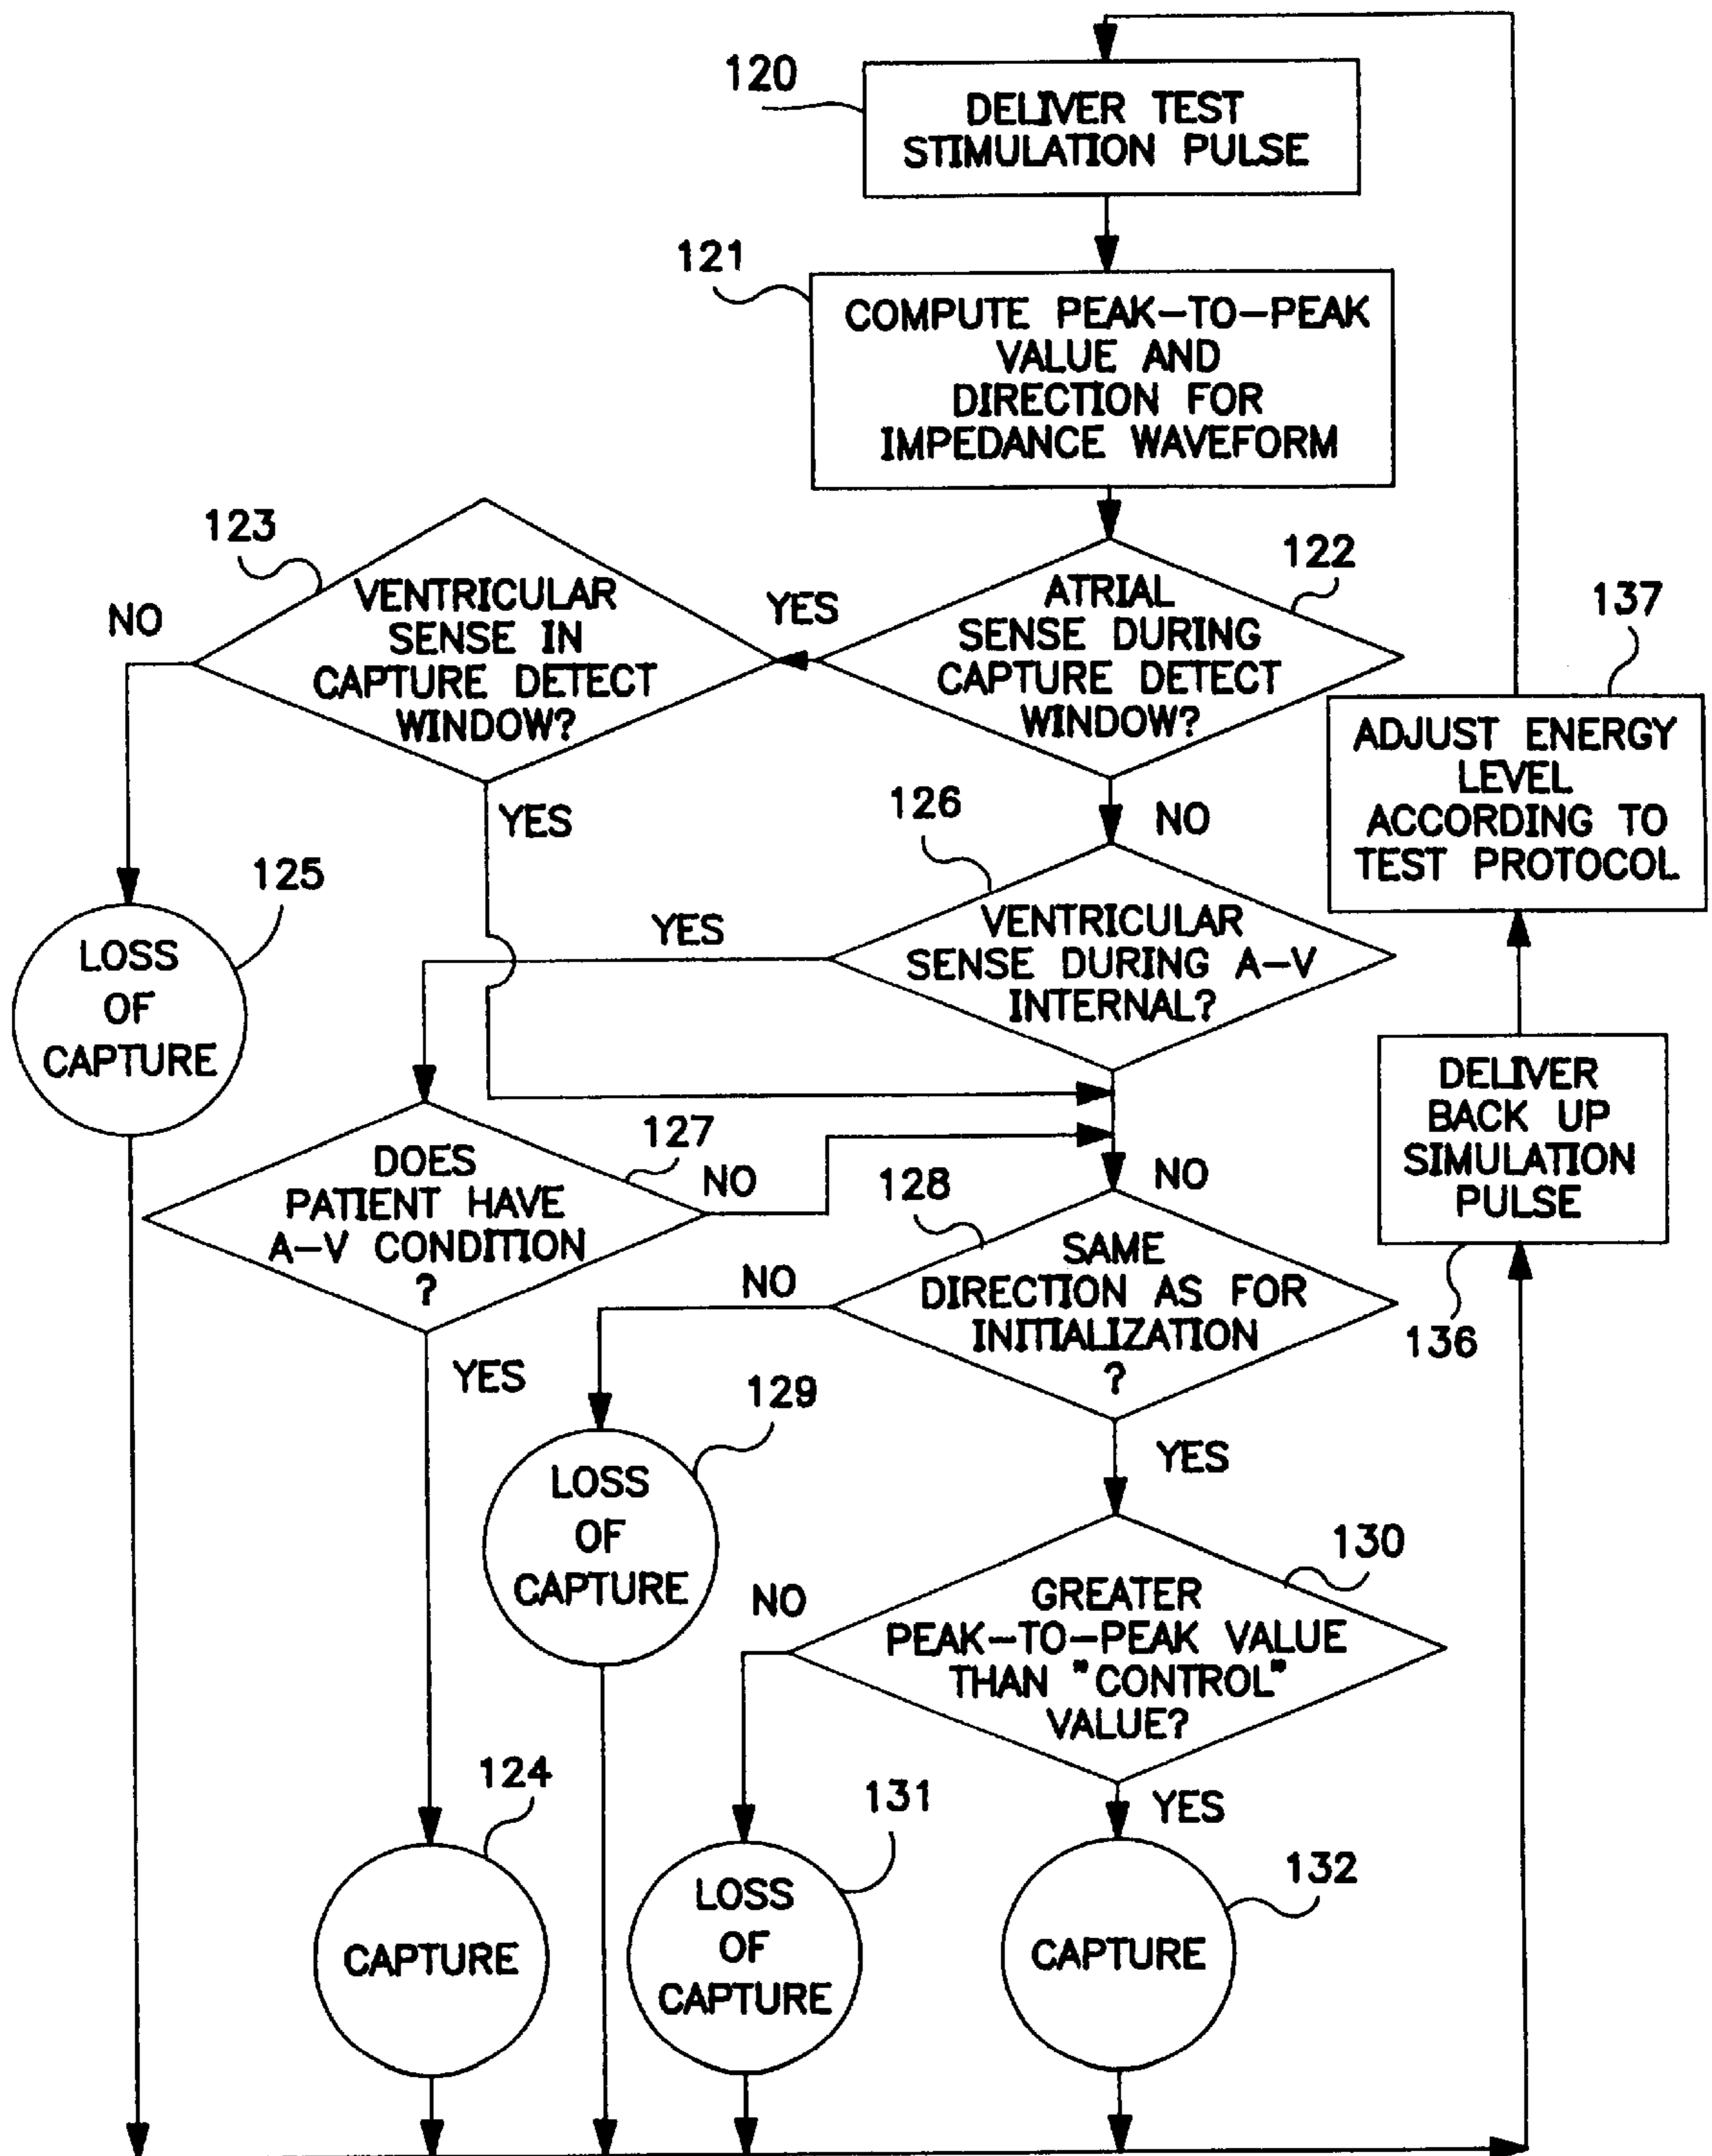 120
DELIVER TEST
STIMULATION PULSE
121
COMPUTE PEAK-TO-PEAK
VALUE AND
DIRECTION FOR
IMPEDANCE WAVEFORM
123
VENTRICULAR
SENSE IN
CAPTURE DETECT
WINDOW?
NO
YES
YES
122
ATRIAL
SENSE DURING
CAPTURE DETECT
WINDOW?
NO
137
ADJUST ENERGY
LEVEL
ACCORDING TO
TEST PROTOCOL
125
LOSS
OF
CAPTURE
126
YES
VENTRICULAR
SENSE DURING A-V
INTERNAL?
NO
DELIVER
BACK UP
SIMULATION
PULSE
136
127
DOES
PATIENT HAVE
A-V CONDITION
?
NO
YES
128
SAME
DIRECTION AS FOR
INITIALIZATION
?
NO
YES
129
LOSS
OF
CAPTURE
130
GREATER
PEAK-TO-PEAK VALUE
THAN "CONTROL"
VALUE?
NO
YES
124
CAPTURE
131
LOSS
OF
CAPTURE
132
CAPTURE